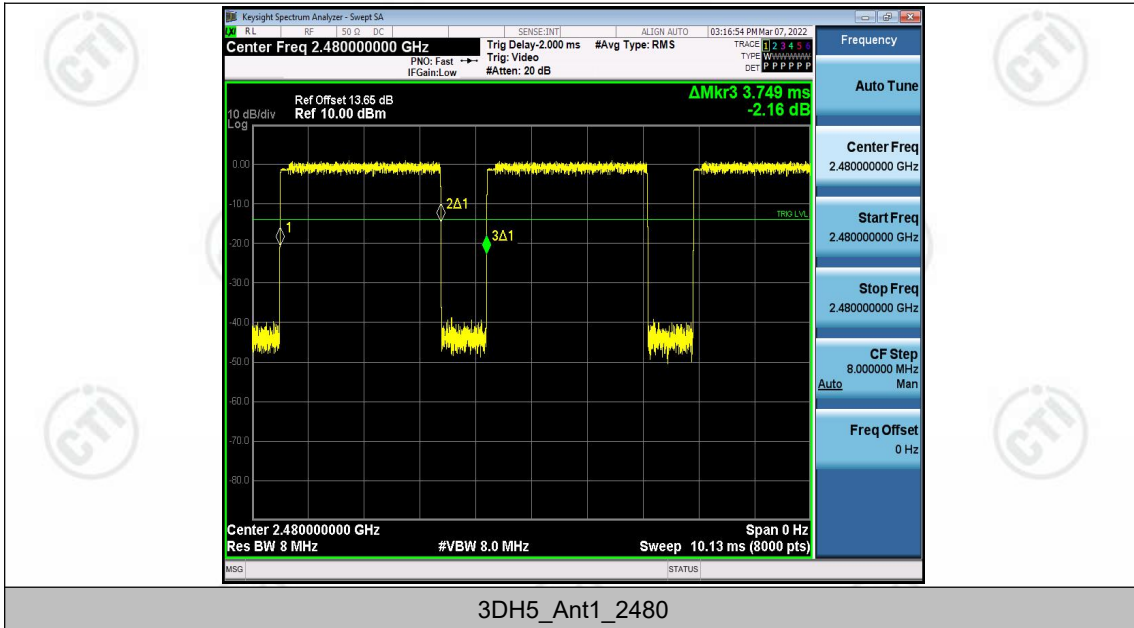 Keysight Spectrum Analyzer - Swept SA
LXI RL RF 50 Ω DC SENSE:INT ALIGN AUTO 03:16:54 PM Mar 07, 2022
Center Freq 2.480000000 GHz
PNO: Fast
IFGain:Low
Trig Delay-2.000 ms
Trig: Video
#Atten: 20 dB
#Avg Type: RMS
TRACE 1 2 3 4 5 6
TYPE WWWWWW
DET P P P P P P
Frequency
Auto Tune
Center Freq
2.480000000 GHz
Start Freq
2.480000000 GHz
Stop Freq
2.480000000 GHz
CF Step
8.000000 MHz
Auto Man
Freq Offset
0 Hz
ΔMkr3 3.749 ms
-2.16 dB
Ref Offset 13.65 dB
10 dB/div Ref 10.00 dBm
Log
0.00
-10.0
-20.0
-30.0
-40.0
-50.0
-60.0
-70.0
-80.0
1
2Δ1
3Δ1
TRIG LVL
Center 2.480000000 GHz Span 0 Hz
Res BW 8 MHz #VBW 8.0 MHz Sweep 10.13 ms (8000 pts)
MSG STATUS
3DH5_Ant1_2480
CTI
CTI
CTI
CTI